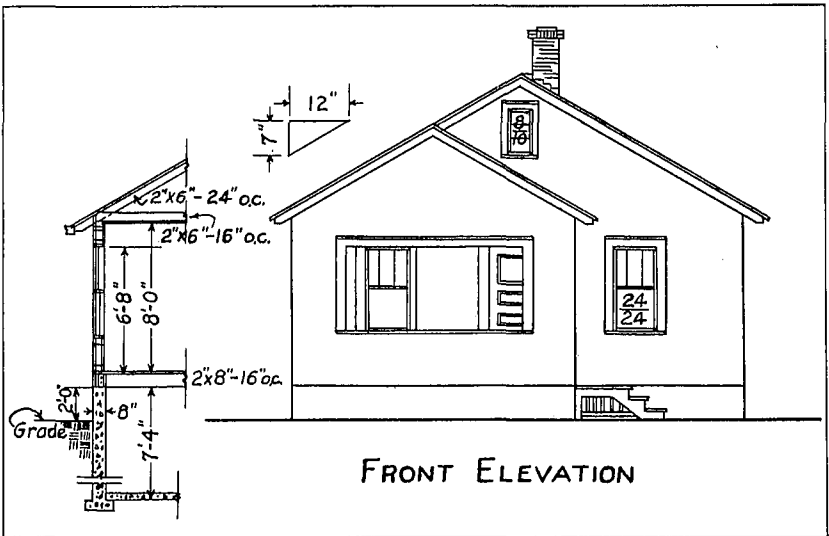 12"
7"
8
10
2"x6"-24" o.c.
2"x6"-16" o.c.
6'-8"
8'-0"
24
24
2"x8"-16" o.c.
2'-0"
8"
Grade
7'-4"
FRONT ELEVATION